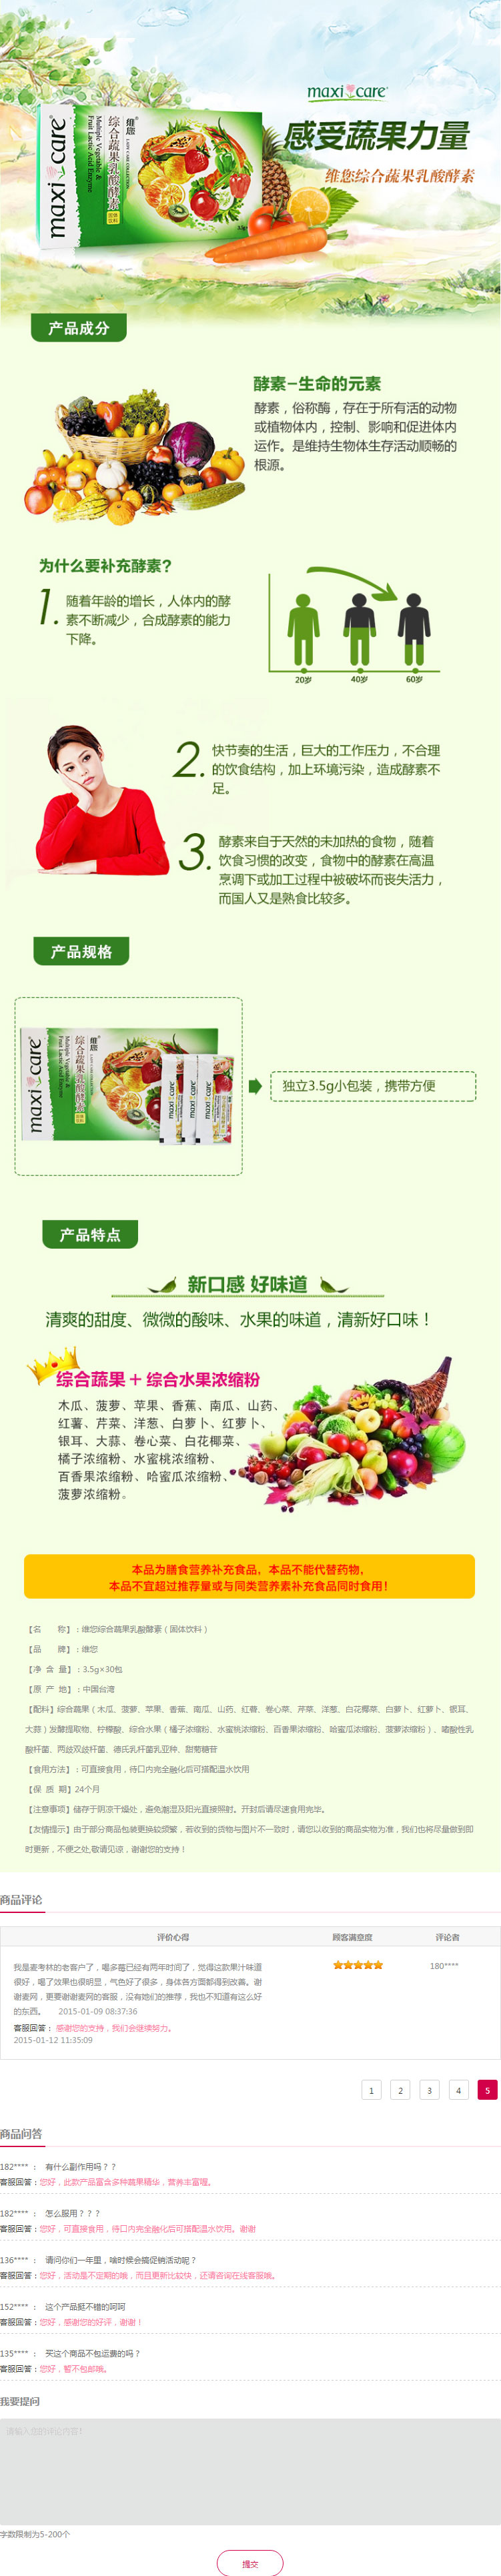 maxi care
感受蔬果力量
维您综合蔬果乳酸酵素
maxi care
Multiple Vegetable &
Fruit Lactic Acid Enzyme
综合蔬果乳酸酵素
维您
产品成分
酵素-生命的元素
酵素，俗称酶，存在于所有活的动物
或植物体内，控制、影响和促进体内
运作。是维持生物体生存活动顺畅的
根源。
为什么要补充酵素?
1.
随着年龄的增长，人体内的酵
素不断减少，合成酵素的能力
下降。
20岁 40岁 60岁
2.
快节奏的生活，巨大的工作压力，不合理
的饮食结构，加上环境污染，造成酵素不
足。
3.
酵素来自于天然的未加热的食物，随着
饮食习惯的改变，食物中的酵素在高温
烹调下或加工过程中被破坏而丧失活力，
而国人又是熟食比较多。
产品规格
maxi care
Multiple Vegetable &
Fruit Lactic Acid Enzyme
综合蔬果乳酸酵素
维您
maxi care
maxi care
maxi care
独立3.5g小包装，携带方便
产品特点
新口感 好味道
清爽的甜度、微微的酸味、水果的味道，清新好口味！
综合蔬果＋综合水果浓缩粉
木瓜、菠萝、苹果、香蕉、南瓜、山药、
红薯、芹菜、洋葱、白萝卜、红萝卜、
银耳、大蒜、卷心菜、白花椰菜、
橘子浓缩粉、水蜜桃浓缩粉、
百香果浓缩粉、哈蜜瓜浓缩粉、
菠萝浓缩粉。
本品为膳食营养补充食品，本品不能代替药物，
本品不宜超过推荐量或与同类营养素补充食品同时食用！
【名 称】：维您综合蔬果乳酸酵素（固体饮料）
【品 牌】：维您
【净 含 量】：3.5g×30包
【原 产 地】：中国台湾
【配料】综合蔬果（木瓜、菠萝、苹果、香蕉、南瓜、山药、红薯、卷心菜、芹菜、洋葱、白花椰菜、白萝卜、红萝卜、银耳、
大蒜）发酵提取物、柠檬酸、综合水果（橘子浓缩粉、水蜜桃浓缩粉、百香果浓缩粉、哈蜜瓜浓缩粉、菠萝浓缩粉）、嗜酸性乳
酸杆菌、两歧双歧杆菌、德氏乳杆菌乳亚种、甜菊糖苷
【食用方法】：可直接食用，待口内完全融化后可搭配温水饮用
【保 质 期】24个月
【注意事项】储存于阴凉干燥处，避免潮湿及阳光直接照射。开封后请尽速食用完毕。
【友情提示】由于部分商品包装更换较频繁，若收到的货物与图片不一致时，请您以收到的商品实物为准，我们也将尽量做到即
时更新，不便之处,敬请见谅，谢谢您的支持！
商品评论
评价心得 顾客满意度 评论者
我是麦考林的老客户了，喝多莓已经有两年时间了，觉得这款果汁味道
很好，喝了效果也很明显，气色好了很多，身体各方面都得到改善。谢
谢麦网，更要谢谢麦网的客服，没有她们的推荐，我也不知道有这么好
的东西。 2015-01-09 08:37:36
180****
客服回答：感谢您的支持，我们会继续努力。
2015-01-12 11:35:09
1 2 3 4 5
商品问答
182**** ： 有什么副作用吗？？
客服回答：您好，此款产品富含多种蔬果精华，营养丰富喔。
182**** ： 怎么服用？？？
客服回答：您好，可直接食用，待口内完全融化后可搭配温水饮用。谢谢
136**** ： 请问你们一年里，啥时候会搞促销活动呢？
客服回答：您好，活动是不定期的哦，而且更新比较快，还请咨询在线客服哦。
152**** ： 这个产品挺不错的呵呵
客服回答：您好，感谢您的好评，谢谢！
135**** ： 买这个商品不包运费的吗？
客服回答：您好，暂不包邮哦。
我要提问
请输入您的评论内容！
字数限制为5-200个
提交